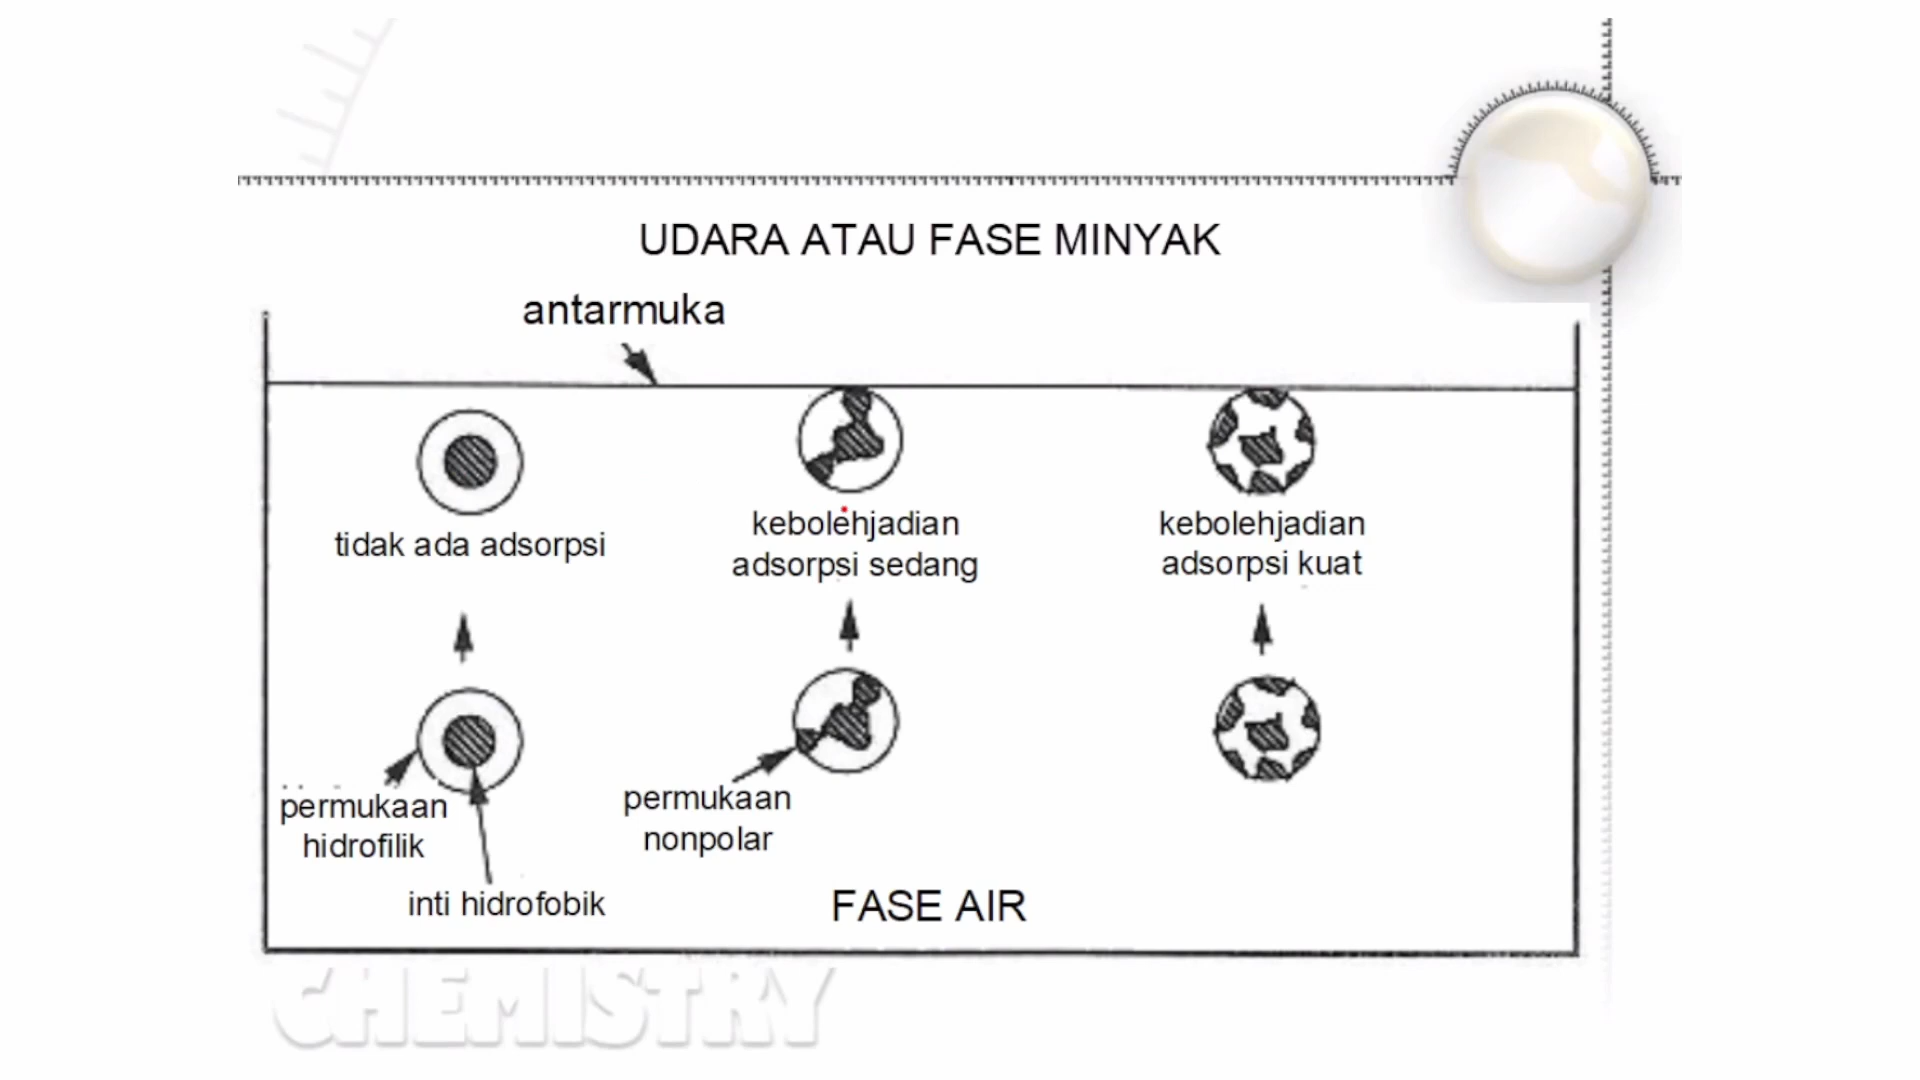 UDARA ATAU FASE MINYAK
antarmuka
tidak ada adsorpsi
kebolehjadian
adsorpsi sedang
kebolehjadian
adsorpsi kuat
permukaan
hidrofilik
permukaan
nonpolar
inti hidrofobik
FASE AIR
CHEMISTRY